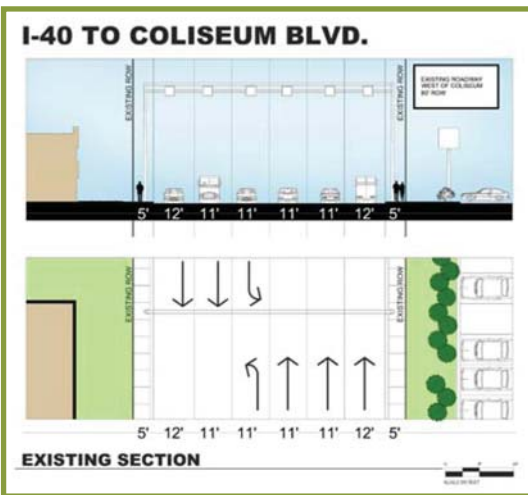 I-40 TO COLISEUM BLVD.
EXISTING ROW
EXISTING ROW
EXISTING ROADWAY
WEST OF COLISEUM
80' ROW
5' 12' 11' 11' 11' 11' 12' 5'
EXISTING ROW
EXISTING ROW
5' 12' 11' 11' 11' 11' 12' 5'
EXISTING SECTION